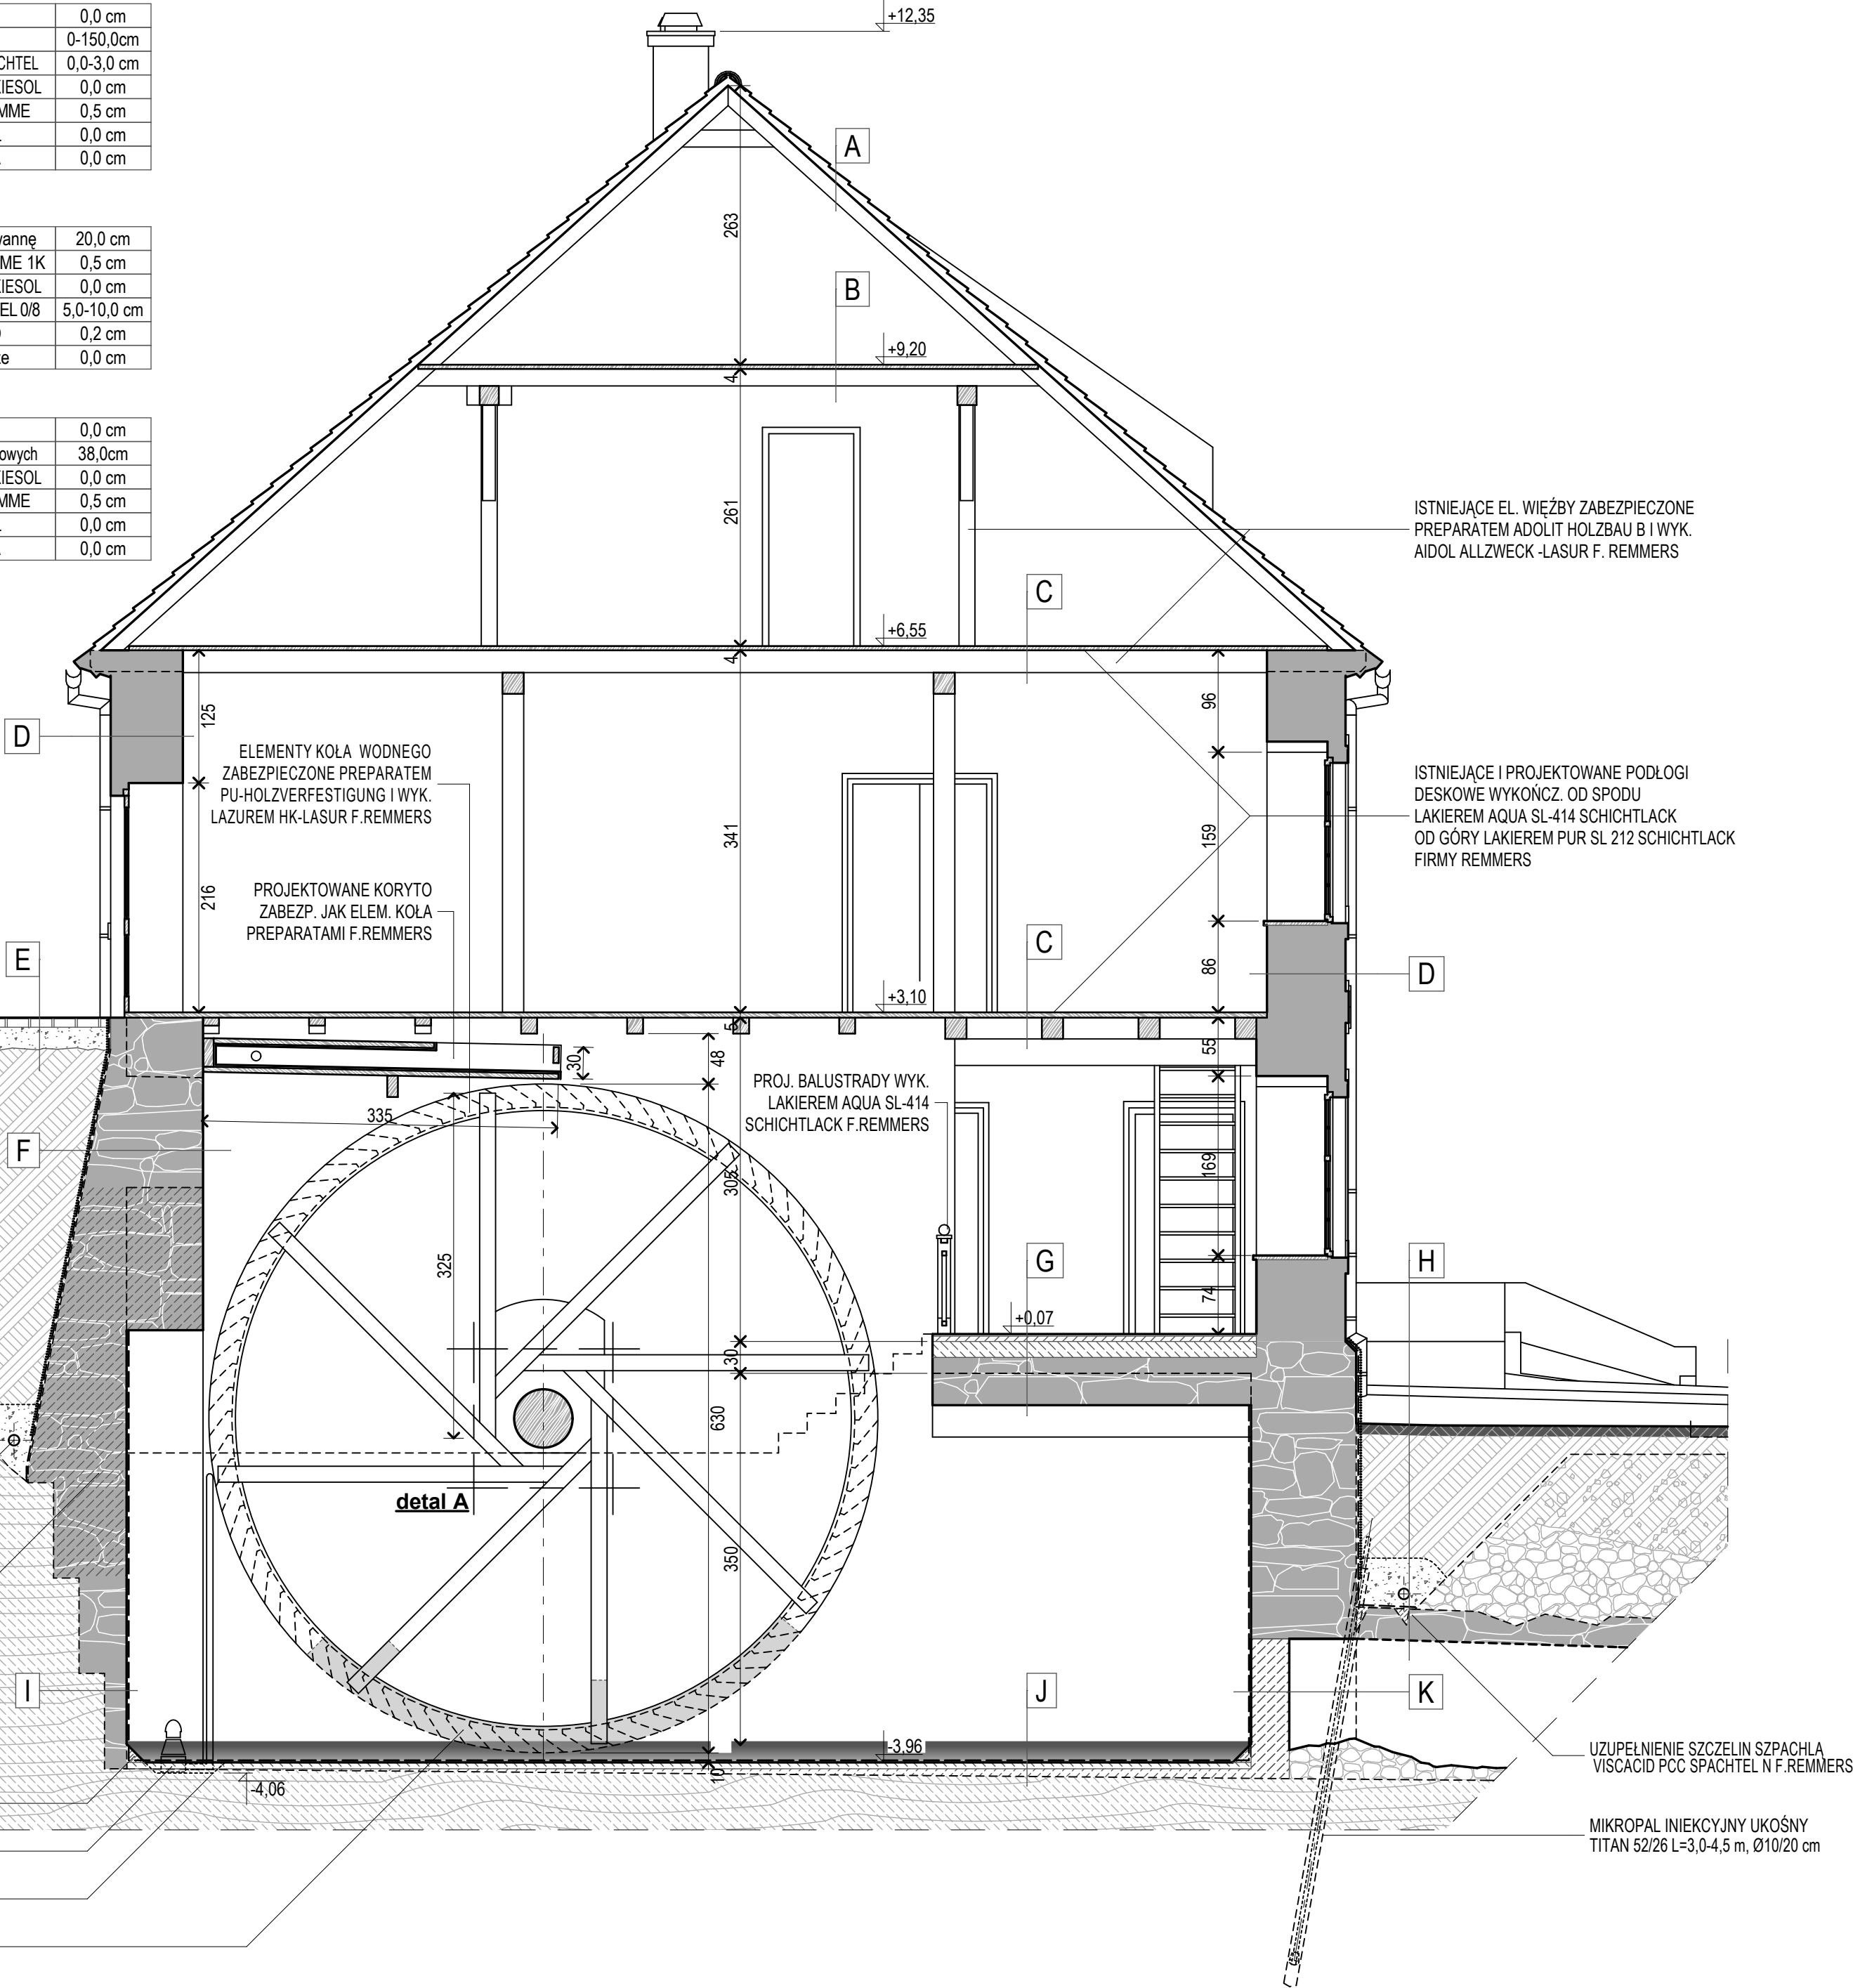 0,0 cm
0-150,0cm
CHTEL 0,0-3,0 cm
KIESOL 0,0 cm
MME 0,5 cm
0,0 cm
0,0 cm
wannę 20,0 cm
ME 1K 0,5 cm
KIESOL 0,0 cm
EL 0/8 5,0-10,0 cm
0,2 cm
te 0,0 cm
0,0 cm
owych 38,0cm
KIESOL 0,0 cm
MME 0,5 cm
0,0 cm
0,0 cm
+12,35
A
263
B
+9,20
4
261
ISTNIEJĄCE EL. WIĘŹBY ZABEZPIECZONE
PREPARATEM ADOLIT HOLZBAU B I WYK.
AIDOL ALLZWECK -LASUR F. REMMERS
C
+6,55
4
125
96
D
ELEMENTY KOŁA WODNEGO
ZABEZPIECZONE PREPARATEM
PU-HOLZVERFESTIGUNG I WYK.
LAZUREM HK-LASUR F.REMMERS
341
159
ISTNIEJĄCE I PROJEKTOWANE PODŁOGI
DESKOWE WYKOŃCZ. OD SPODU
LAKIEREM AQUA SL-414 SCHICHTLACK
OD GÓRY LAKIEREM PUR SL 212 SCHICHTLACK
FIRMY REMMERS
216
PROJEKTOWANE KORYTO
ZABEZP. JAK ELEM. KOŁA
PREPARATAMI F.REMMERS
E
C
86
D
+3,10
5
48
55
30
PROJ. BALUSTRADY WYK.
LAKIEREM AQUA SL-414
SCHICHTLACK F.REMMERS
335
F
305
169
325
G
H
74
+0,07
30
630
detal A
350
I
J
K
-3,96
10
-4,06
UZUPEŁNIENIE SZCZELIN SZPACHLĄ
VISCACID PCC SPACHTEL N F.REMMERS
MIKROPAL INIEKCYJNY UKOŚNY
TITAN 52/26 L=3,0-4,5 m, Ø10/20 cm